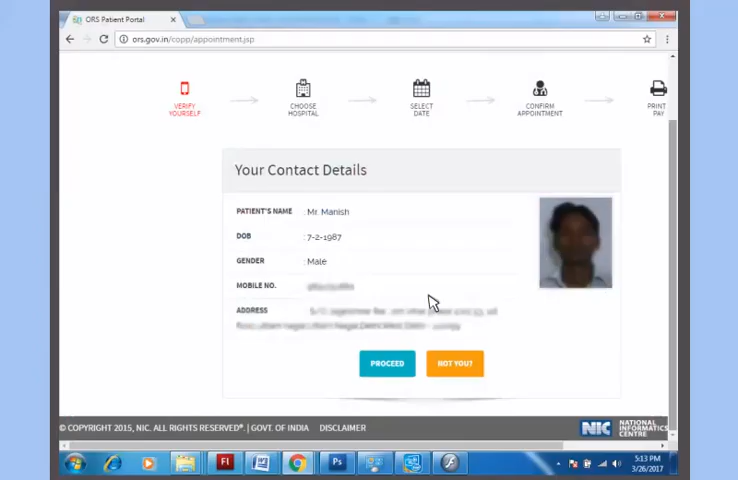 ORS Patient Portal
ors.gov.in/copp/appointment.jsp
VERIFY YOURSELF
CHOOSE HOSPITAL
SELECT DATE
CONFIRM APPOINTMENT
PRINT PAY
Your Contact Details
PATIENT'S NAME : Mr. Manish
DOB : 7-2-1987
GENDER : Male
MOBILE NO.
ADDRESS
PROCEED NOT YOU?
© COPYRIGHT 2015, NIC. ALL RIGHTS RESERVED®. | GOVT. OF INDIA DISCLAIMER
NIC NATIONAL INFORMATICS CENTRE
Fl W Ps
5:13 PM
3/26/2017